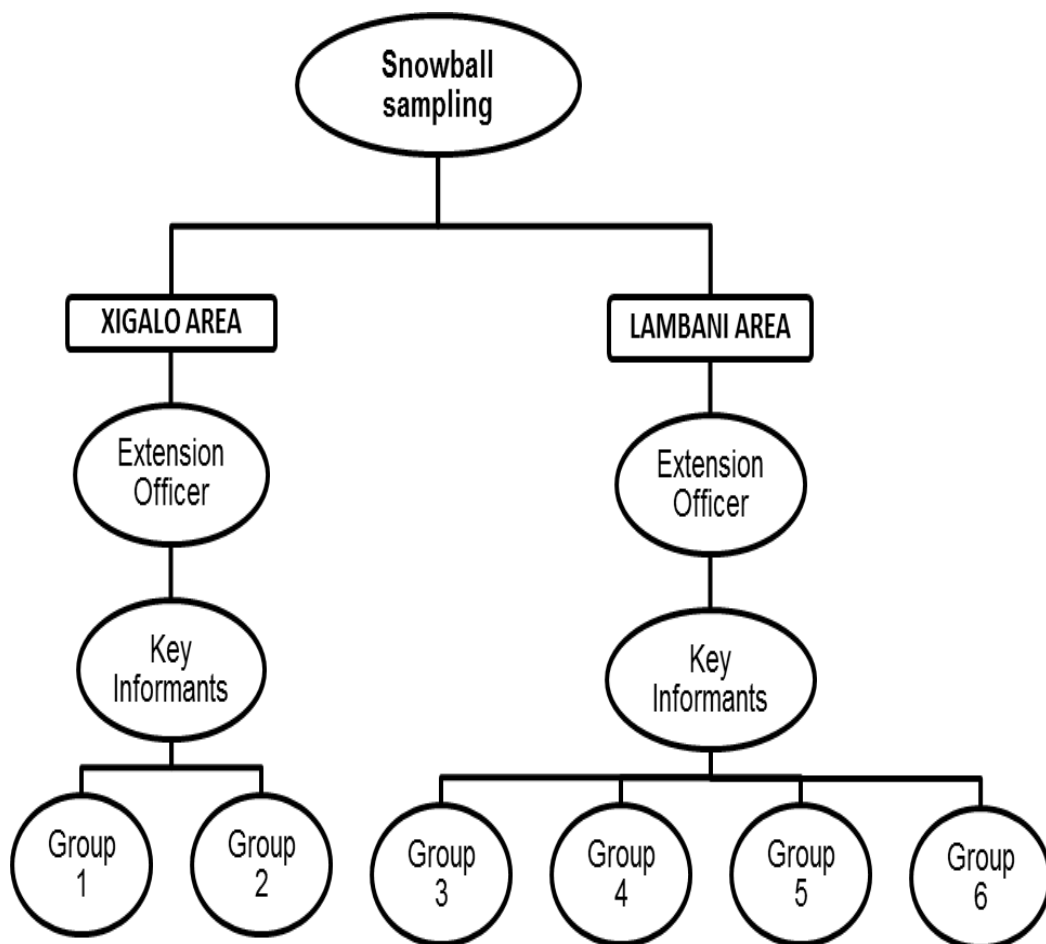 Snowball
sampling
XIGALO AREA
LAMBANI AREA
Extension
Officer
Extension
Officer
Key
Informants
Key
Informants
Group
1
Group
2
Group
3
Group
4
Group
5
Group
6